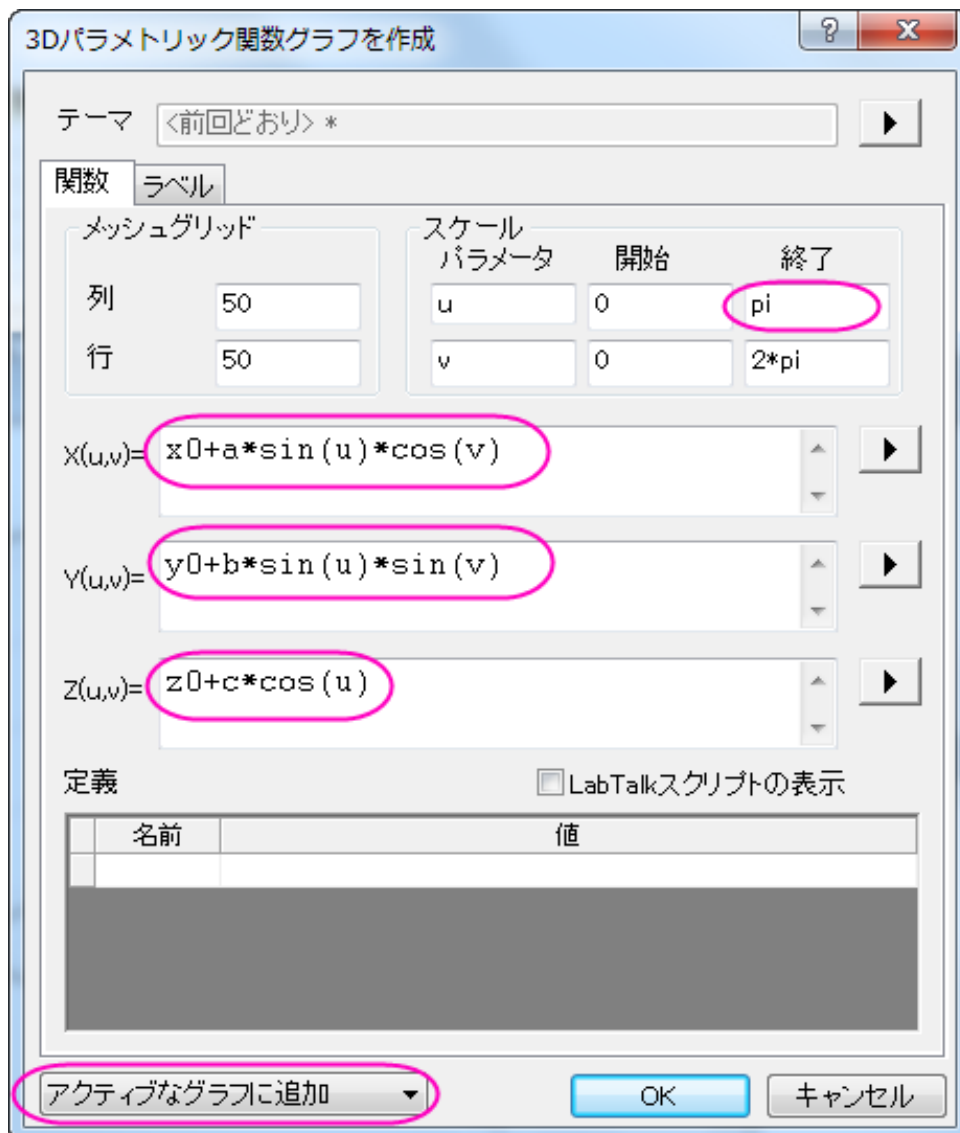 3Dパラメトリック関数グラフを作成
テーマ <前回どおり> *
関数 ラベル
メッシュグリッド
列 50
行 50
スケール
パラメータ 開始 終了
u 0 pi
v 0 2*pi
X(u,v)= x0+a*sin(u)*cos(v)
Y(u,v)= y0+b*sin(u)*sin(v)
Z(u,v)= z0+c*cos(u)
定義 LabTalkスクリプトの表示
名前 値
アクティブなグラフに追加 OK キャンセル